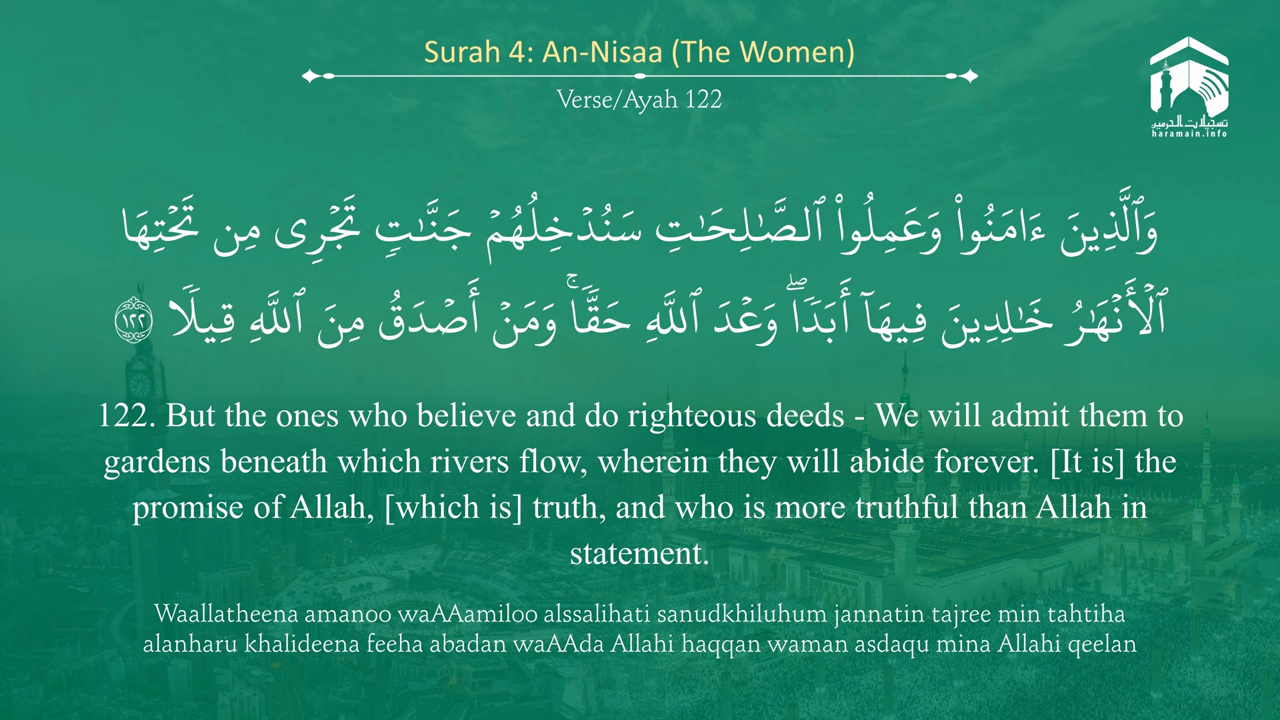 Surah 4: An-Nisaa (The Women)
Verse/Ayah 122
تسجيلات الحرمين
haramain.info
وَٱلَّذِينَ ءَامَنُوا۟ وَعَمِلُوا۟ ٱلصَّـٰلِحَـٰتِ سَنُدْخِلُهُمْ جَنَّـٰتٍ تَجْرِى مِن تَحْتِهَا
ٱلْأَنْهَـٰرُ خَـٰلِدِينَ فِيهَآ أَبَدًا ۖ وَعْدَ ٱللَّهِ حَقًّا ۚ وَمَنْ أَصْدَقُ مِنَ ٱللَّهِ قِيلًا ١٢٢
122. But the ones who believe and do righteous deeds - We will admit them to
gardens beneath which rivers flow, wherein they will abide forever. [It is] the
promise of Allah, [which is] truth, and who is more truthful than Allah in
statement.
Waallatheena amanoo waAAamiloo alssalihati sanudkhiluhum jannatin tajree min tahtiha
alanharu khalideena feeha abadan waAAda Allahi haqqan waman asdaqu mina Allahi qeelan